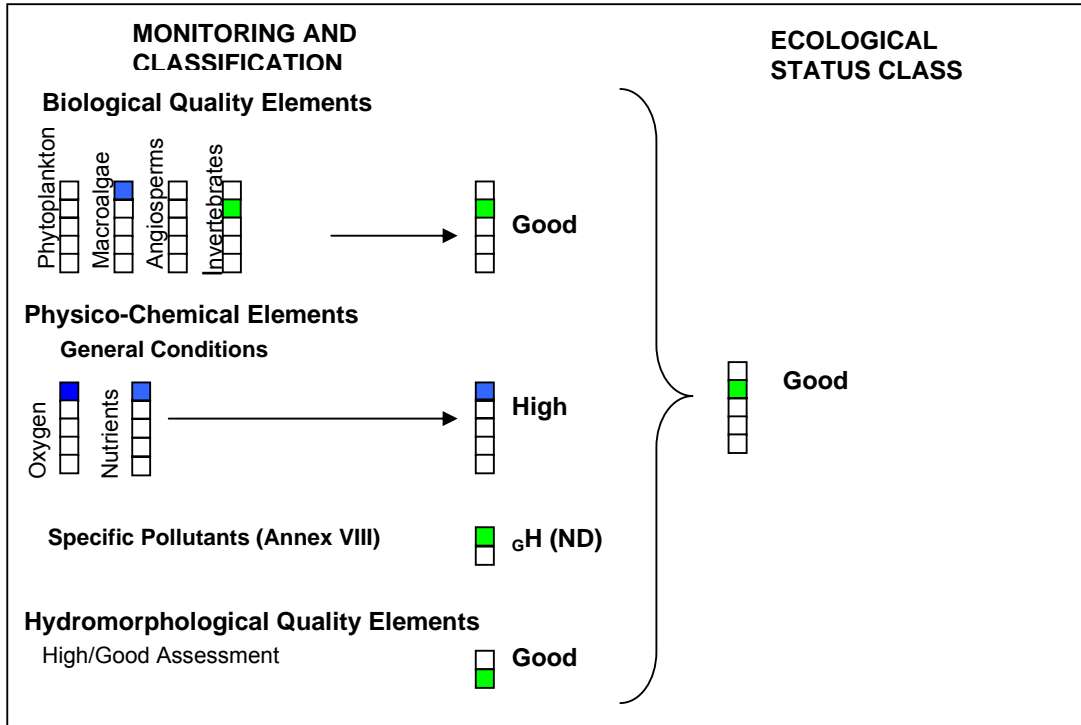 MONITORING AND
CLASSIFICATION
ECOLOGICAL
STATUS CLASS
Biological Quality Elements
Phytoplankton
Macroalgae
Angiosperms
Invertebrates
Good
Physico-Chemical Elements
General Conditions
Oxygen
Nutrients
High
Good
Specific Pollutants (Annex VIII)
GH (ND)
Hydromorphological Quality Elements
High/Good Assessment
Good